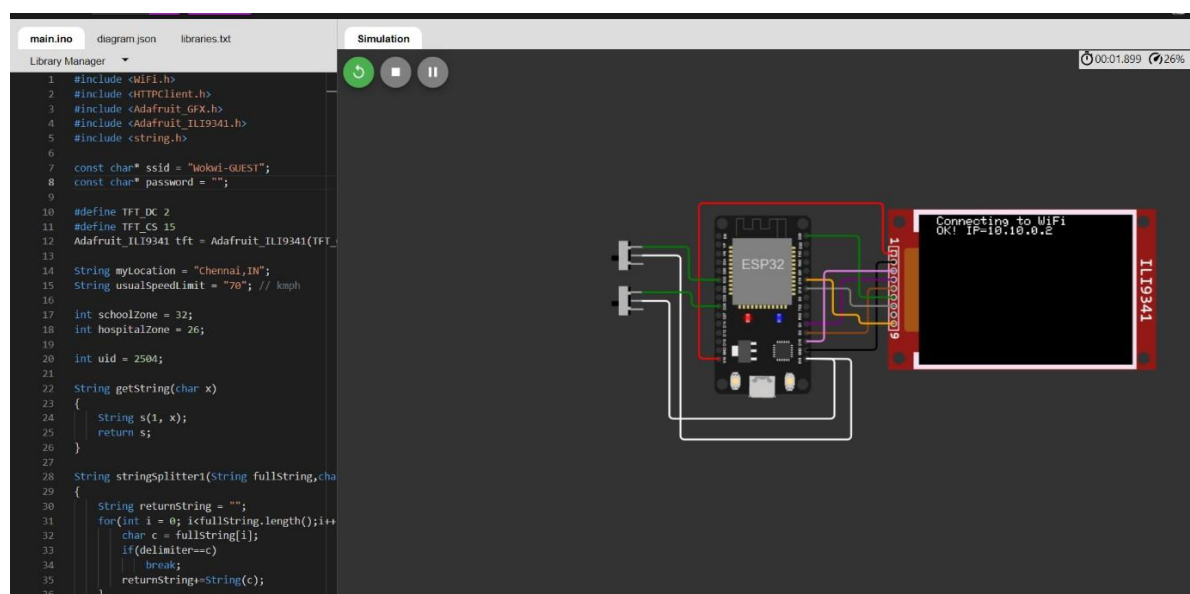 main.ino diagram.json libraries.txt
Library Manager
1 #include <WiFi.h>
2 #include <HTTPClient.h>
3 #include <Adafruit_GFX.h>
4 #include <Adafruit_ILI9341.h>
5 #include <string.h>
6
7 const char* ssid = "Wokwi-GUEST";
8 const char* password = "";
9
10 #define TFT_DC 2
11 #define TFT_CS 15
12 Adafruit_ILI9341 tft = Adafruit_ILI9341(TFT_
13
14 String myLocation = "Chennai,IN";
15 String usualSpeedLimit = "70"; // kmph
16
17 int schoolZone = 32;
18 int hospitalZone = 26;
19
20 int uid = 2504;
21
22 String getString(char x)
23 {
24 String s(1, x);
25 return s;
26 }
27
28 String stringSplitter1(String fullString,cha
29 {
30 String returnString = "";
31 for(int i = 0; i<fullString.length();i++
32 char c = fullString[i];
33 if(delimiter==c)
34 break;
35 returnString+=String(c);
Simulation
00:01.899 26%
ESP32
Connecting to WiFi
OK! IP=10.10.0.2
1
9
ILI9341